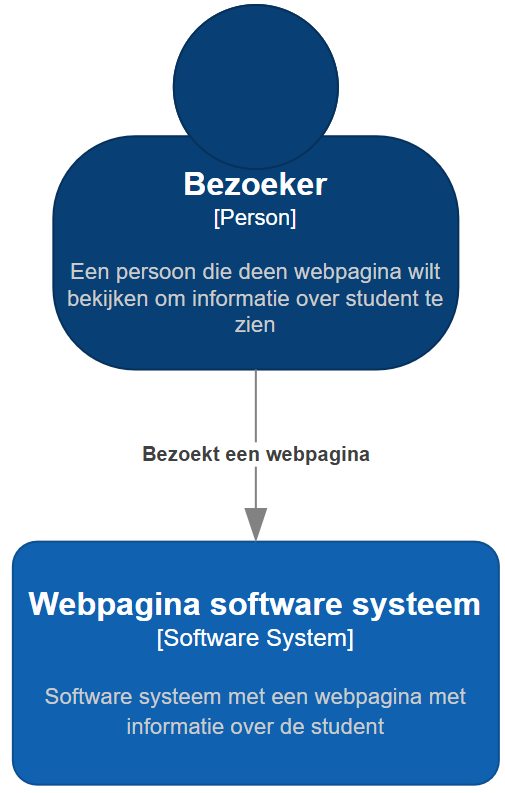 Bezoeker
[Person]
Een persoon die deen webpagina wilt
bekijken om informatie over student te
zien
Bezoekt een webpagina
Webpagina software systeem
[Software System]
Software systeem met een webpagina met
informatie over de student